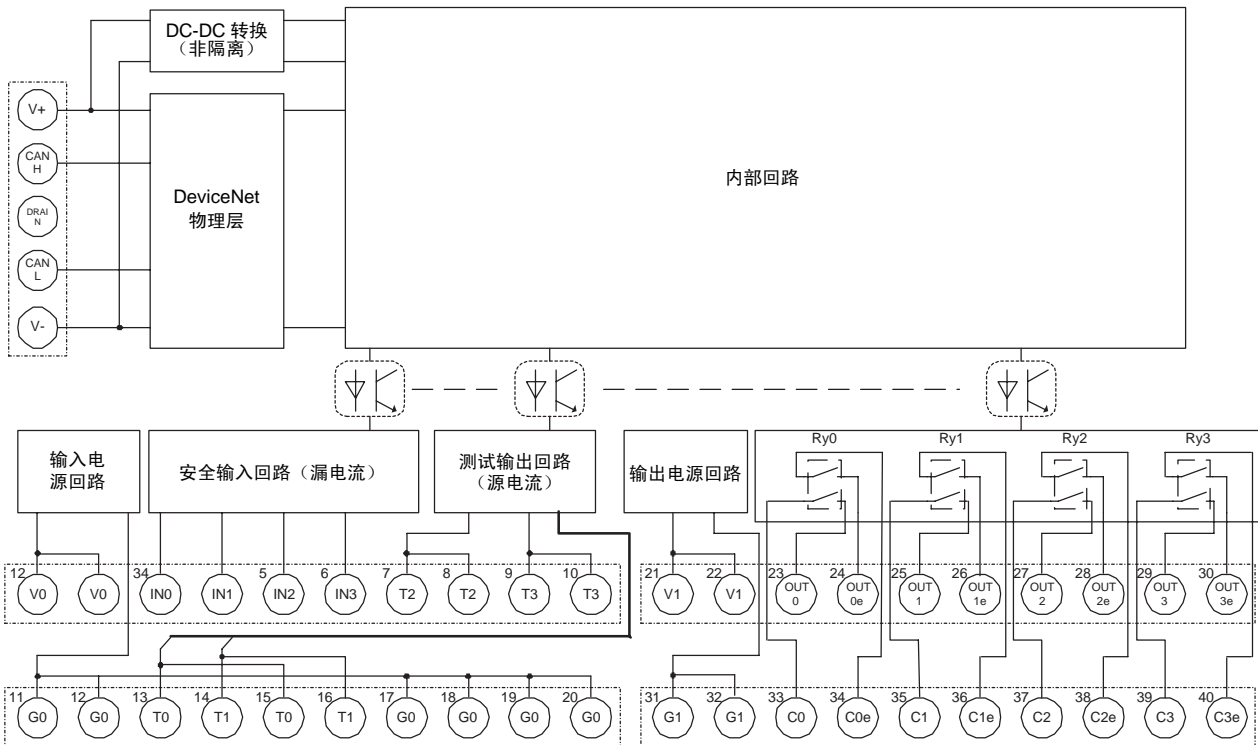 DC-DC 转换
（非隔离）
V+
CAN
H
DRAI
N
CAN
L
V-
DeviceNet
物理层
内部回路
输入电
源回路
安全输入回路（漏电流）
测试输出回路
（源电流）
输出电源回路
Ry0
Ry1
Ry2
Ry3
12 V0
V0
34 IN0
IN1
5 IN2
6 IN3
7 T2
8 T2
9 T3
10 T3
21 V1
22 V1
23 OUT
0
24 OUT
0e
25 OUT
1
26 OUT
1e
27 OUT
2
28 OUT
2e
29 OUT
3
30 OUT
3e
11 G0
12 G0
13 T0
14 T1
15 T0
16 T1
17 G0
18 G0
19 G0
20 G0
31 G1
32 G1
33 C0
34 C0e
35 C1
36 C1e
37 C2
38 C2e
39 C3
40 C3e